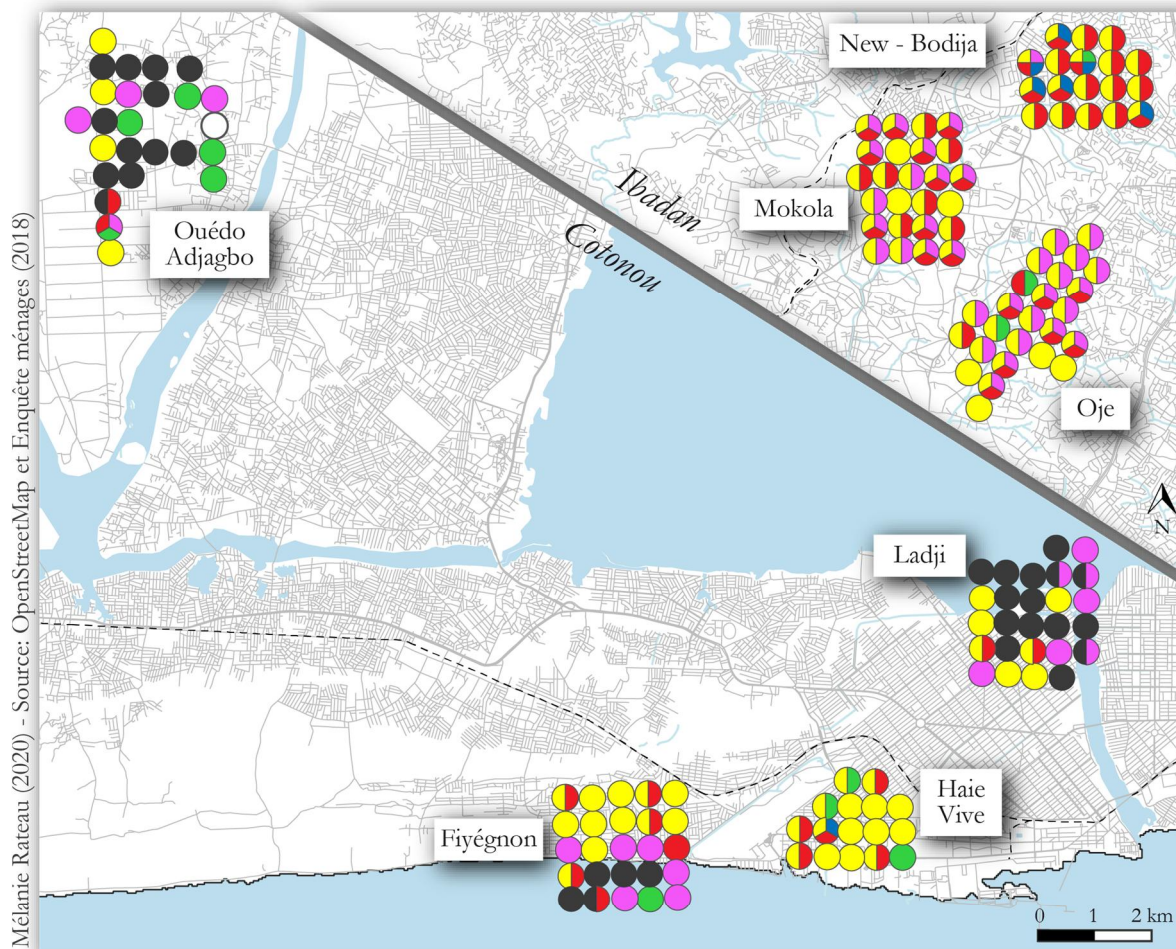 New - Bodija
Mokola
Ibadan
Cotonou
Ouédo
Adjagbo
Oje
N
Ladji
Haie
Vive
Fiyégnon
0 1 2 km
Mélanie Rateau (2020) - Source: OpenStreetMap et Enquête ménages (2018)